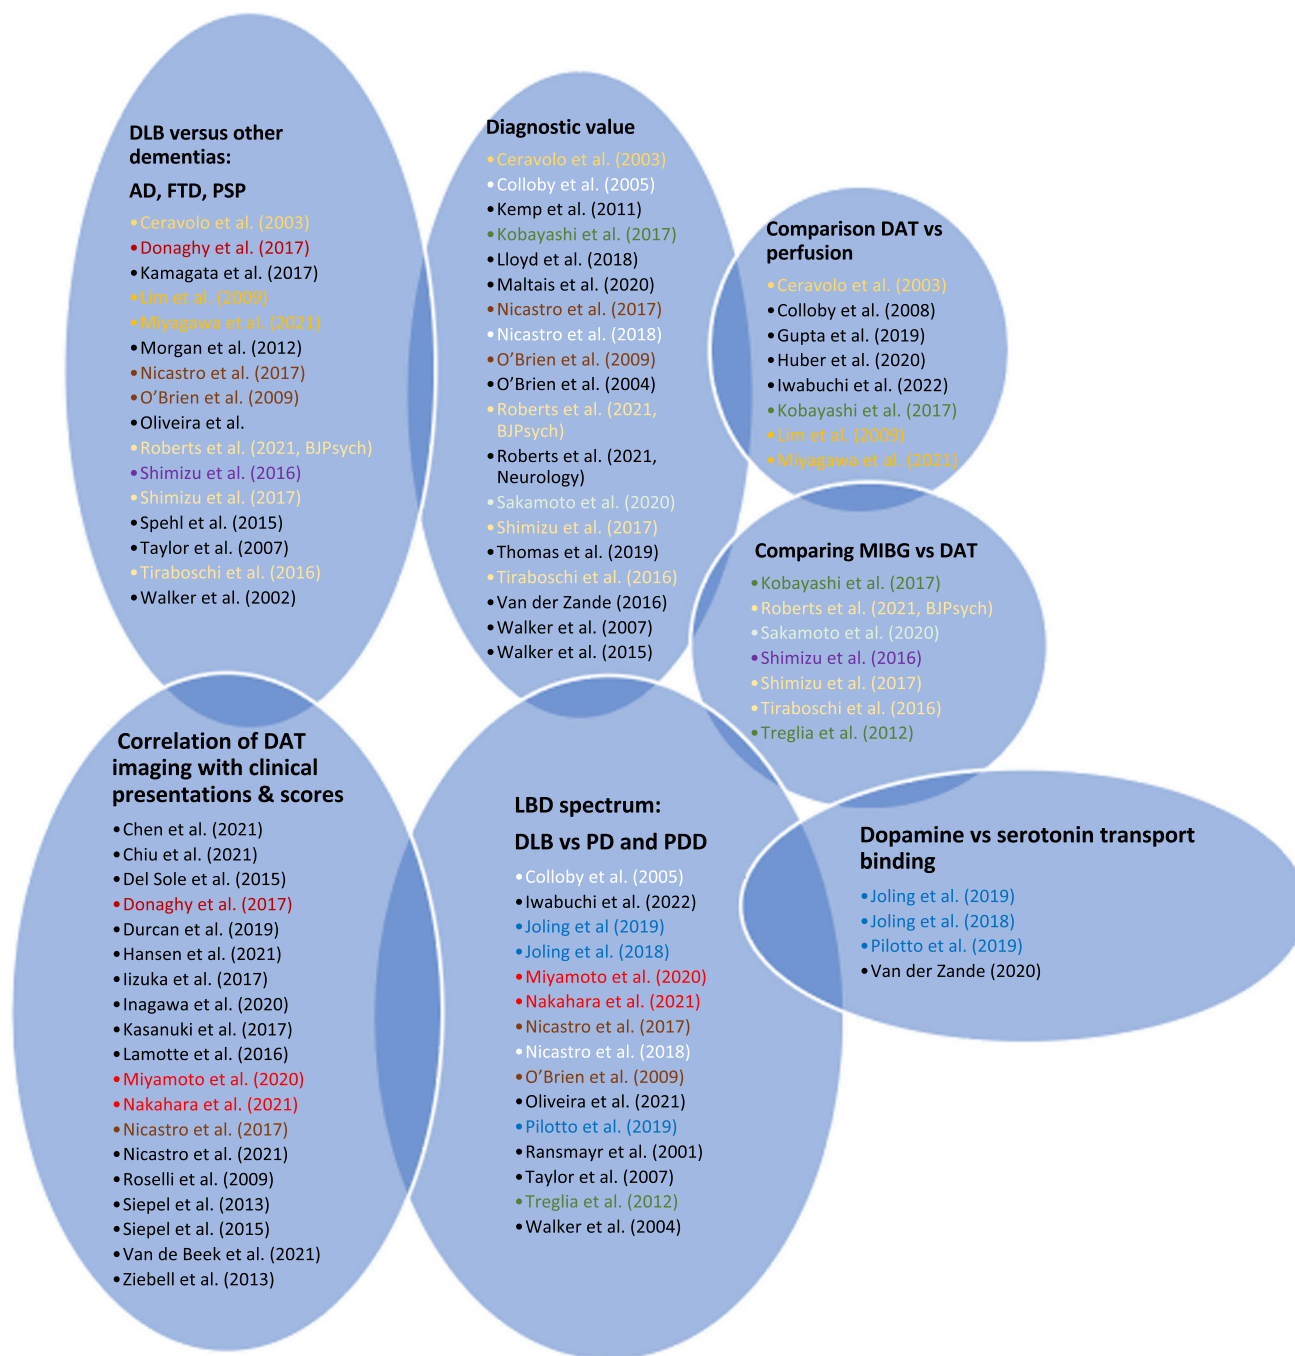 DLB versus other
dementias:
AD, FTD, PSP
•Ceravolo et al. (2003)
•Donaghy et al. (2017)
•Kamagata et al. (2017)
•Lim et al. (2009)
•Miyagawa et al. (2021)
•Morgan et al. (2012)
•Nicastro et al. (2017)
•O’Brien et al. (2009)
•Oliveira et al.
•Roberts et al. (2021, BJPsych)
•Shimizu et al. (2016)
•Shimizu et al. (2017)
•Spehl et al. (2015)
•Taylor et al. (2007)
•Tiraboschi et al. (2016)
•Walker et al. (2002)
Diagnostic value
•Ceravolo et al. (2003)
•Colloby et al. (2005)
•Kemp et al. (2011)
•Kobayashi et al. (2017)
•Lloyd et al. (2018)
•Maltais et al. (2020)
•Nicastro et al. (2017)
•Nicastro et al. (2018)
•O’Brien et al. (2009)
•O’Brien et al. (2004)
•Roberts et al. (2021,
BJPsych)
•Roberts et al. (2021,
Neurology)
•Sakamoto et al. (2020)
•Shimizu et al. (2017)
•Thomas et al. (2019)
•Tiraboschi et al. (2016)
•Van der Zande (2016)
•Walker et al. (2007)
•Walker et al. (2015)
Comparison DAT vs
perfusion
•Ceravolo et al. (2003)
•Colloby et al. (2008)
•Gupta et al. (2019)
•Huber et al. (2020)
•Iwabuchi et al. (2022)
•Kobayashi et al. (2017)
•Lim et al. (2009)
•Miyagawa et al. (2021)
Comparing MIBG vs DAT
•Kobayashi et al. (2017)
•Roberts et al. (2021, BJPsych)
•Sakamoto et al. (2020)
•Shimizu et al. (2016)
•Shimizu et al. (2017)
•Tiraboschi et al. (2016)
•Treglia et al. (2012)
Correlation of DAT
imaging with clinical
presentations & scores
•Chen et al. (2021)
•Chiu et al. (2021)
•Del Sole et al. (2015)
•Donaghy et al. (2017)
•Durcan et al. (2019)
•Hansen et al. (2021)
•Iizuka et al. (2017)
•Inagawa et al. (2020)
•Kasanuki et al. (2017)
•Lamotte et al. (2016)
•Miyamoto et al. (2020)
•Nakahara et al. (2021)
•Nicastro et al. (2017)
•Nicastro et al. (2021)
•Roselli et al. (2009)
•Siepel et al. (2013)
•Siepel et al. (2015)
•Van de Beek et al. (2021)
•Ziebell et al. (2013)
LBD spectrum:
DLB vs PD and PDD
•Colloby et al. (2005)
•Iwabuchi et al. (2022)
•Joling et al (2019)
•Joling et al. (2018)
•Miyamoto et al. (2020)
•Nakahara et al. (2021)
•Nicastro et al. (2017)
•Nicastro et al. (2018)
•O’Brien et al. (2009)
•Oliveira et al. (2021)
•Pilotto et al. (2019)
•Ransmayr et al. (2001)
•Taylor et al. (2007)
•Treglia et al. (2012)
•Walker et al. (2004)
Dopamine vs serotonin transport
binding
•Joling et al. (2019)
•Joling et al. (2018)
•Pilotto et al. (2019)
•Van der Zande (2020)